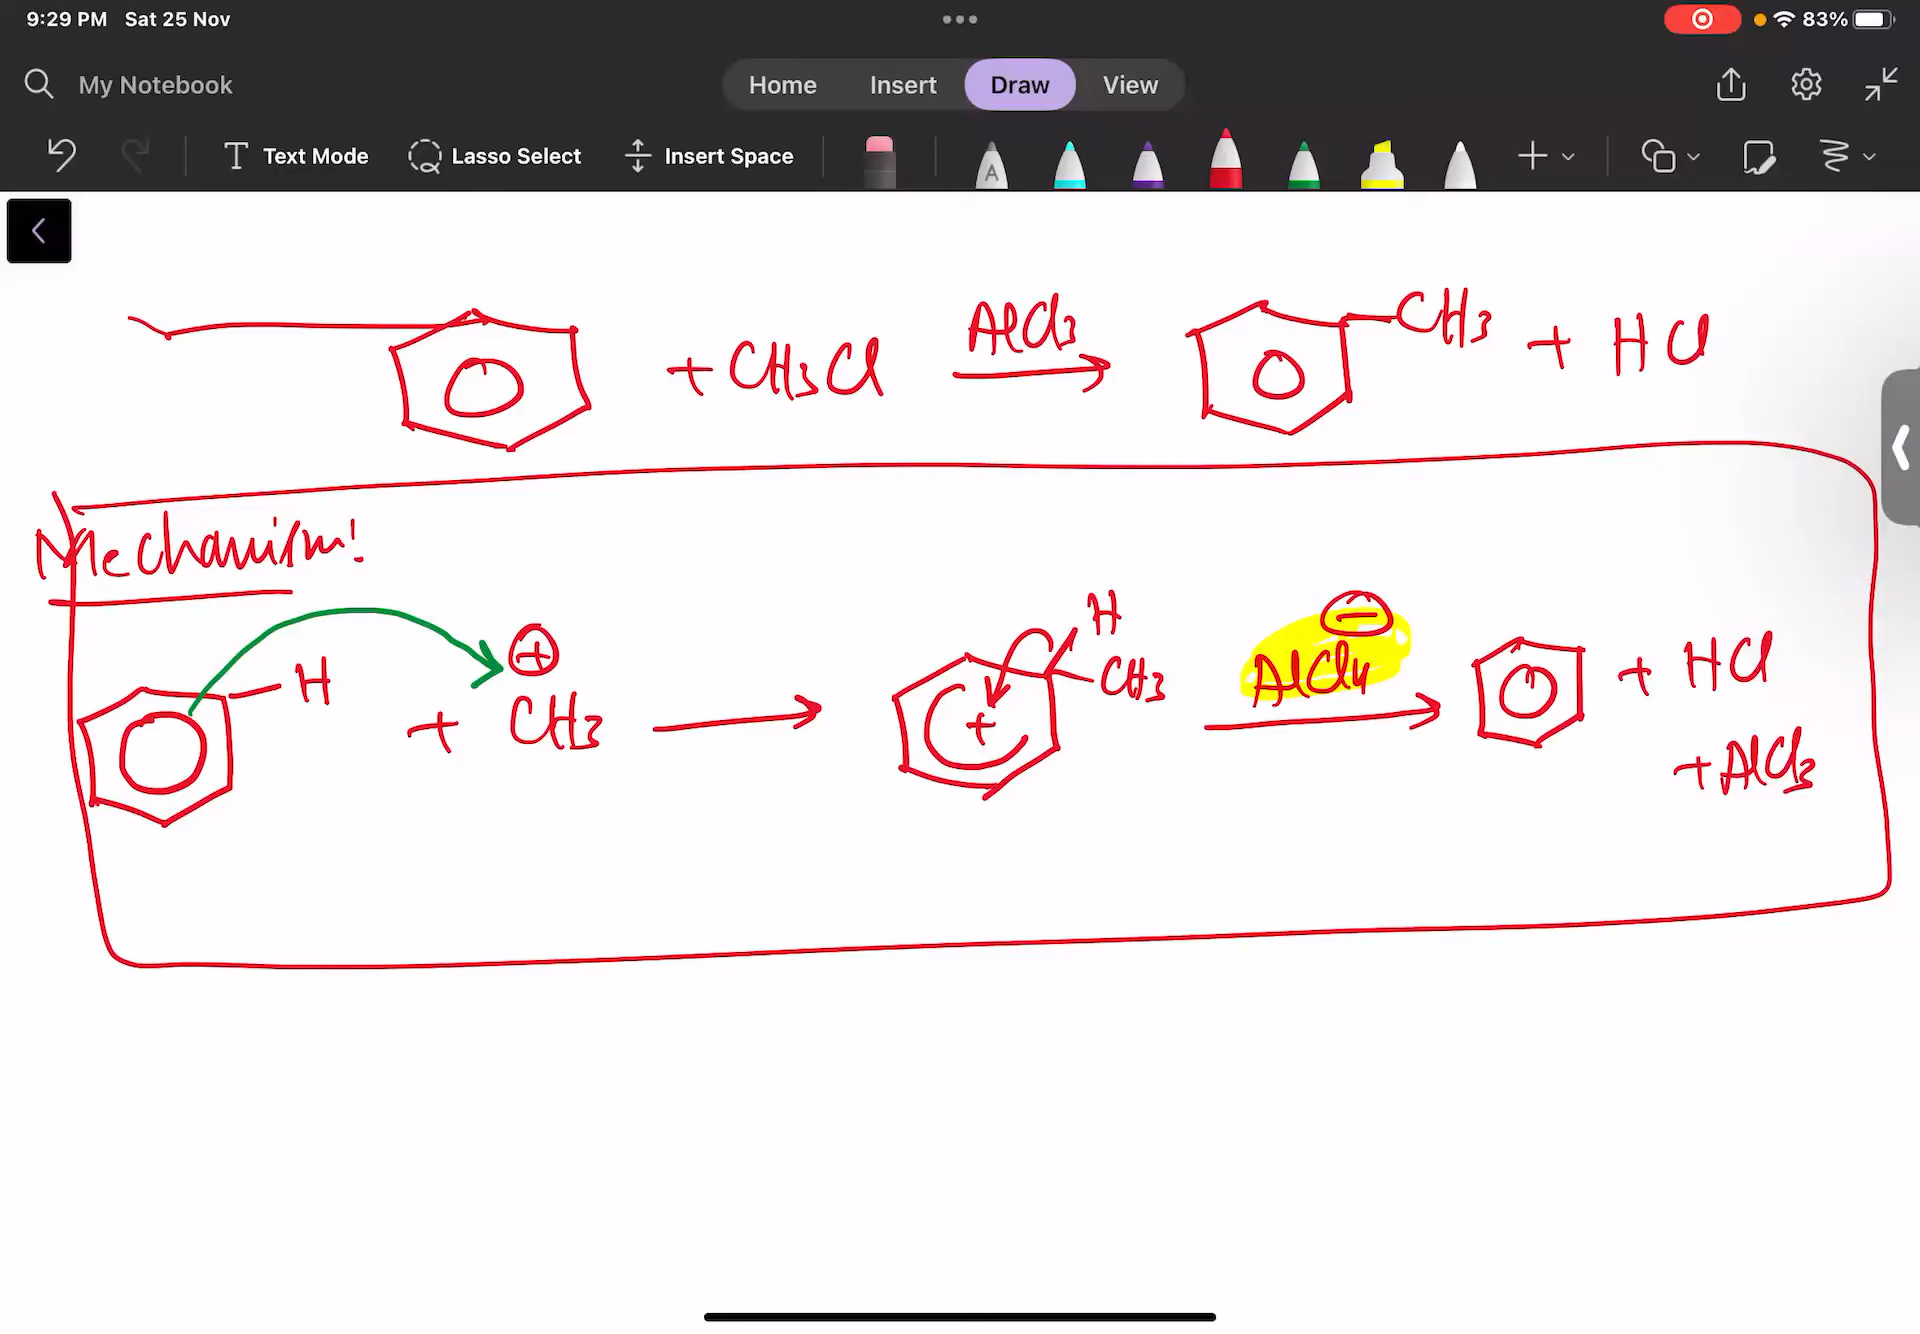 9:29 PM Sat 25 Nov
83%
My Notebook
Home Insert Draw View
Text Mode Lasso Select Insert Space
A
+ CH3Cl AlCl3 CH3 + HCl
Mechanism:
H + CH3 + H CH3 + AlCl4 − + HCl
+ AlCl3